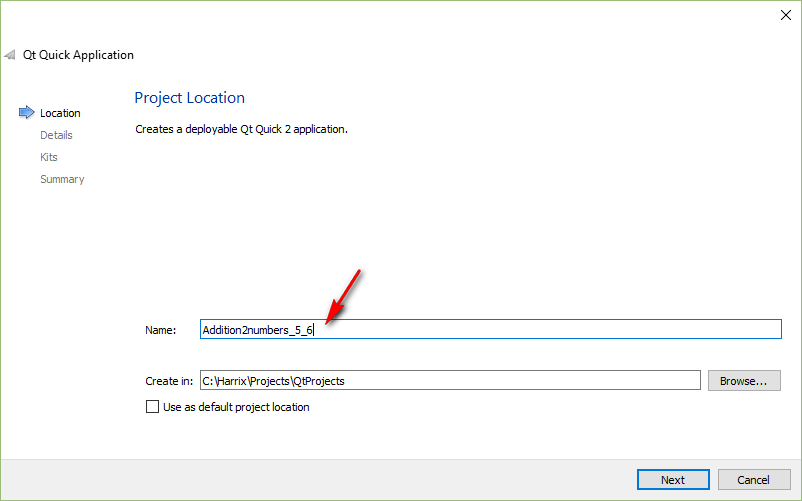 Qt Quick Application
Location
Details
Kits
Summary
Project Location
Creates a deployable Qt Quick 2 application.
Name: Addition2numbers_5_6
Create in: C:\Harrix\Projects\QtProjects Browse...
Use as default project location
Next Cancel